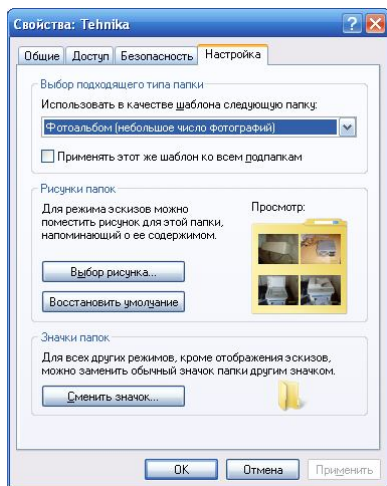 Свойства: Tehnika
Общие Доступ Безопасность Настройка
Выбор подходящего типа папки
Использовать в качестве шаблона следующую папку:
Фотоальбом (небольшое число фотографий)
Применять этот же шаблон ко всем подпапкам
Рисунки папок
Для режима эскизов можно
поместить рисунок для этой папки,
напоминающий о ее содержимом.
Просмотр:
Выбор рисунка...
Восстановить умолчание
Значки папок
Для всех других режимов, кроме отображения эскизов,
можно заменить обычный значок папки другим значком.
Сменить значок...
ОК Отмена Применить